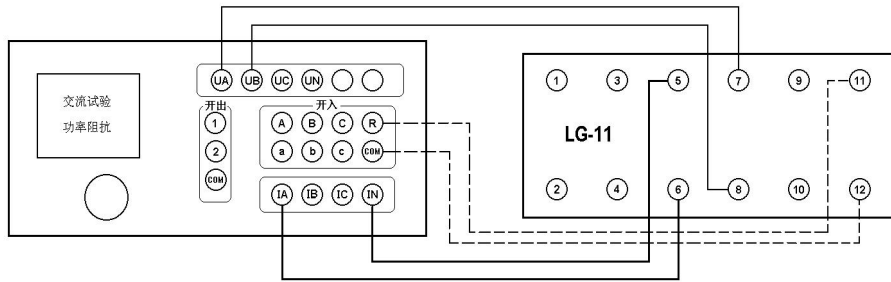 UA UB UC UN
交流试验
功率阻抗
开出 开入
1 A B C R
2 a b c COM
COM
IA IB IC IN
1 3 5 7 9 11
LG-11
2 4 6 8 10 12